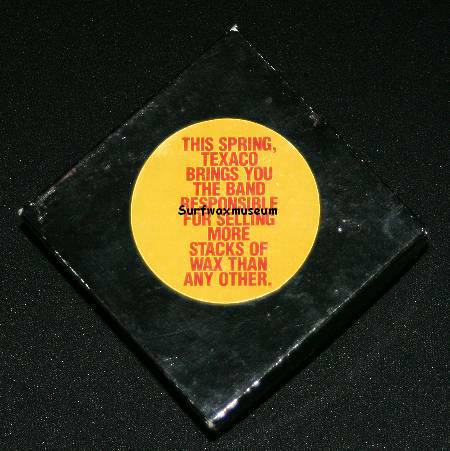 THIS SPRING,
TEXACO
BRINGS YOU
THE BAND
RESPONSIBLE
Surfwaxmuseum
FOR SELLING
MORE
STACKS OF
WAX THAN
ANY OTHER.